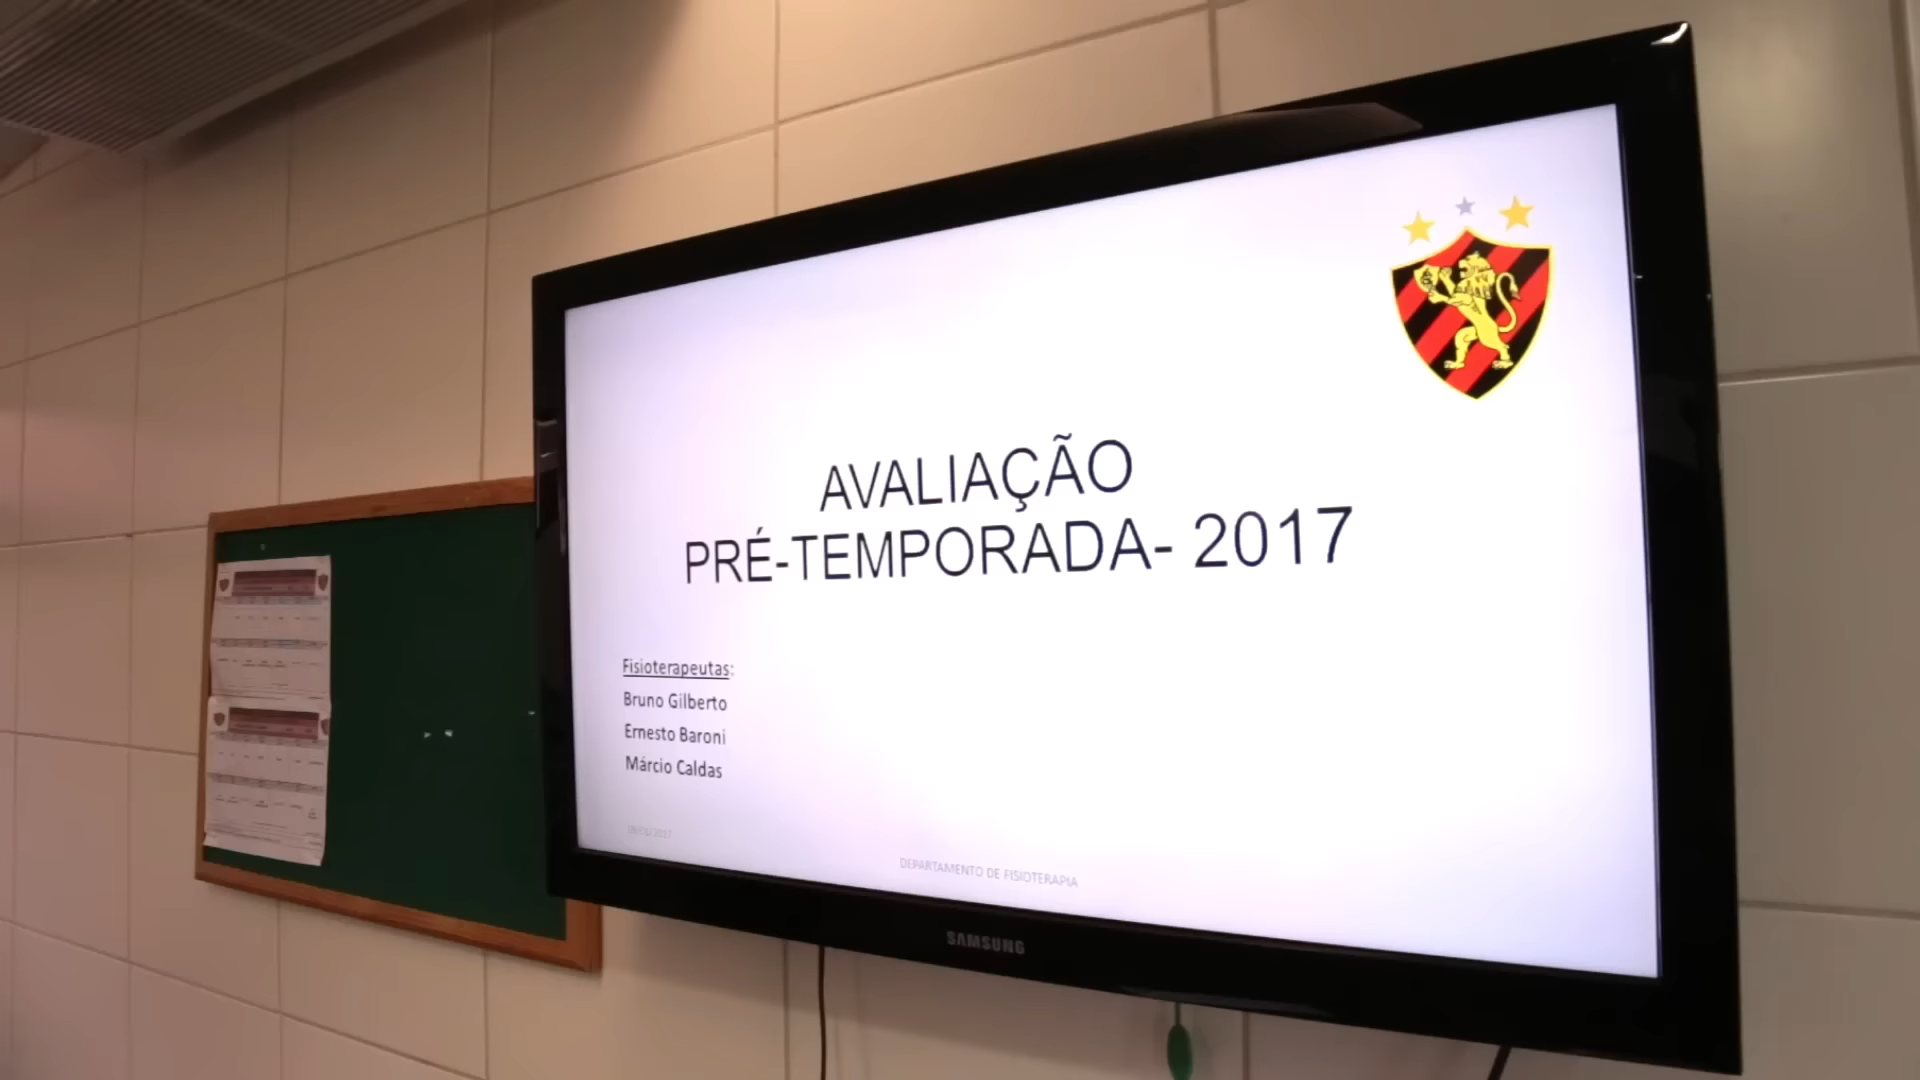 AVALIAÇÃO
PRÉ-TEMPORADA- 2017
Fisioterapeutas:
Bruno Gilberto
Ernesto Baroni
Márcio Caldas
DEPARTAMENTO DE FISIOTERAPIA
SAMSUNG